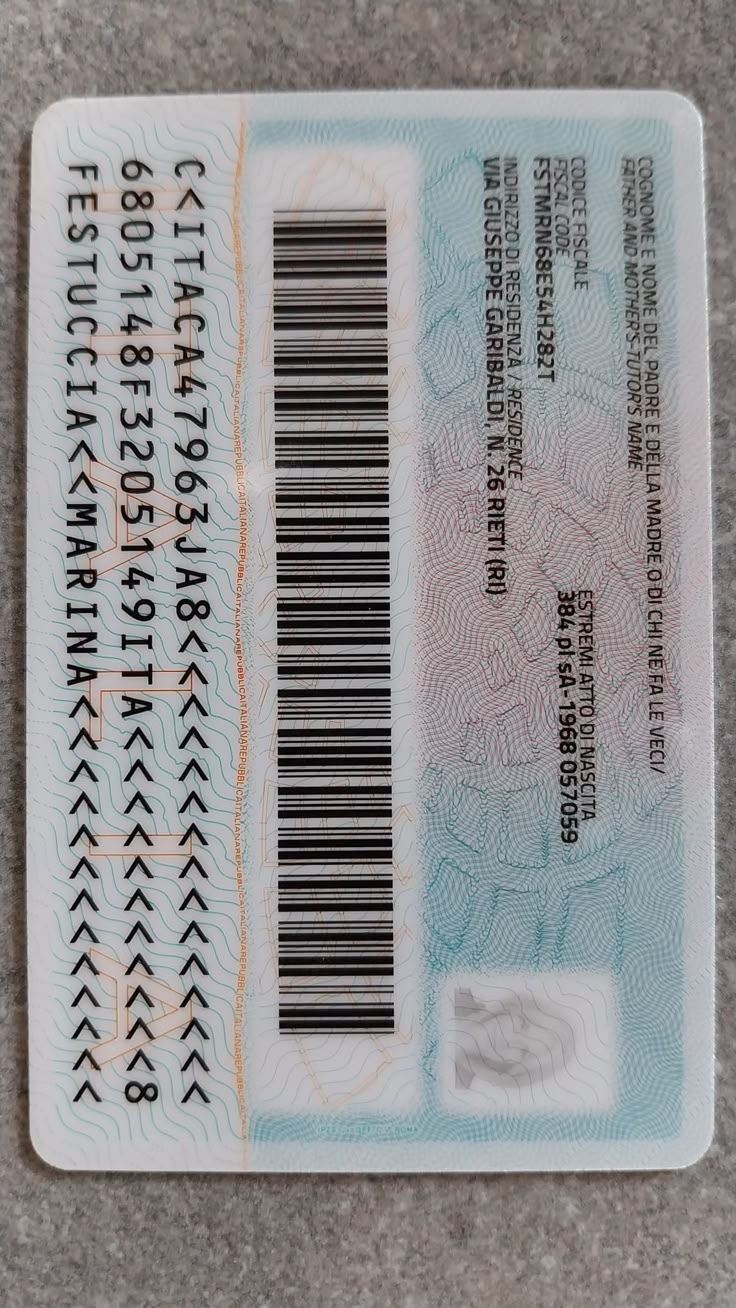 COGNOME E NOME DEL PADRE E DELLA MADRE O DI CHI NE FA LE VECI/
FATHER AND MOTHER'S-TUTOR'S NAME
CODICE FISCALE
FISCAL CODE
FSTMRN68E54H282T
ESTREMI ATTO DI NASCITA
384 pI sA-1968 057059
INDIRIZZO DI RESIDENZA / RESIDENCE
VIA GIUSEPPE GARIBALDI, N. 26 RIETI (RI)
C<ITACA47963JA8<<<<<<<<<<<<<<<
6805148F3205149ITA<<<<<<<<<<<8
FESTUCCIA<<MARINA<<<<<<<<<<<<<
ITALIA